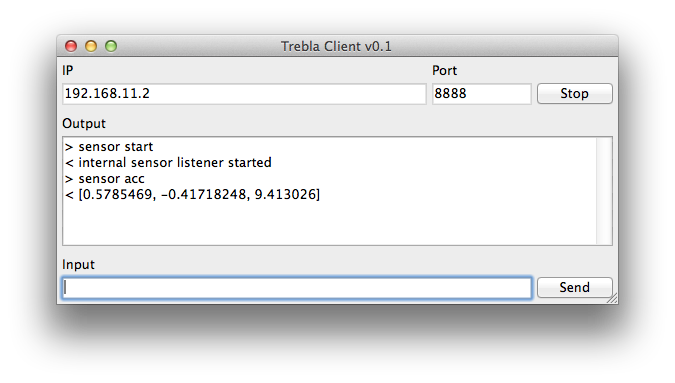 Trebla Client v0.1
IP Port
192.168.11.2 8888 Stop
Output
> sensor start
< internal sensor listener started
> sensor acc
< [0.5785469, -0.41718248, 9.413026]
Input
Send